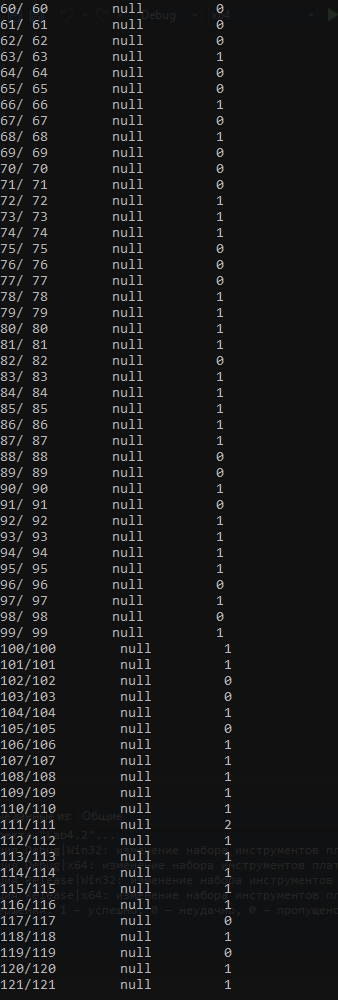 60/ 60 null 0
Debug x64
61/ 61 null 0
62/ 62 null 0
63/ 63 null 1
64/ 64 null 0
65/ 65 null 0
66/ 66 null 1
67/ 67 null 0
68/ 68 null 1
69/ 69 null 0
70/ 70 null 0
71/ 71 null 0
72/ 72 null 1
73/ 73 null 1
74/ 74 null 1
75/ 75 null 0
76/ 76 null 0
77/ 77 null 0
78/ 78 null 1
79/ 79 null 1
80/ 80 null 1
81/ 81 null 1
82/ 82 null 0
83/ 83 null 1
84/ 84 null 1
85/ 85 null 1
86/ 86 null 1
87/ 87 null 1
88/ 88 null 0
89/ 89 null 0
90/ 90 null 1
91/ 91 null 0
92/ 92 null 1
93/ 93 null 1
94/ 94 null 1
95/ 95 null 1
96/ 96 null 0
97/ 97 null 1
98/ 98 null 0
99/ 99 null 1
100/100 null 1
101/101 null 1
102/102 null 0
103/103 null 0
104/104 null 1
105/105 null 0
106/106 null 1
107/107 null 1
108/108 null 1
109/109 null 1
110/110 null 1
из: Общие
111/111 null 2
112/112 null 1
113/113 null 1
114/114 null 1
115/115 null 1
116/116 null 1
117/117 null 0
118/118 null 1
119/119 null 0
120/120 null 1
121/121 null 1